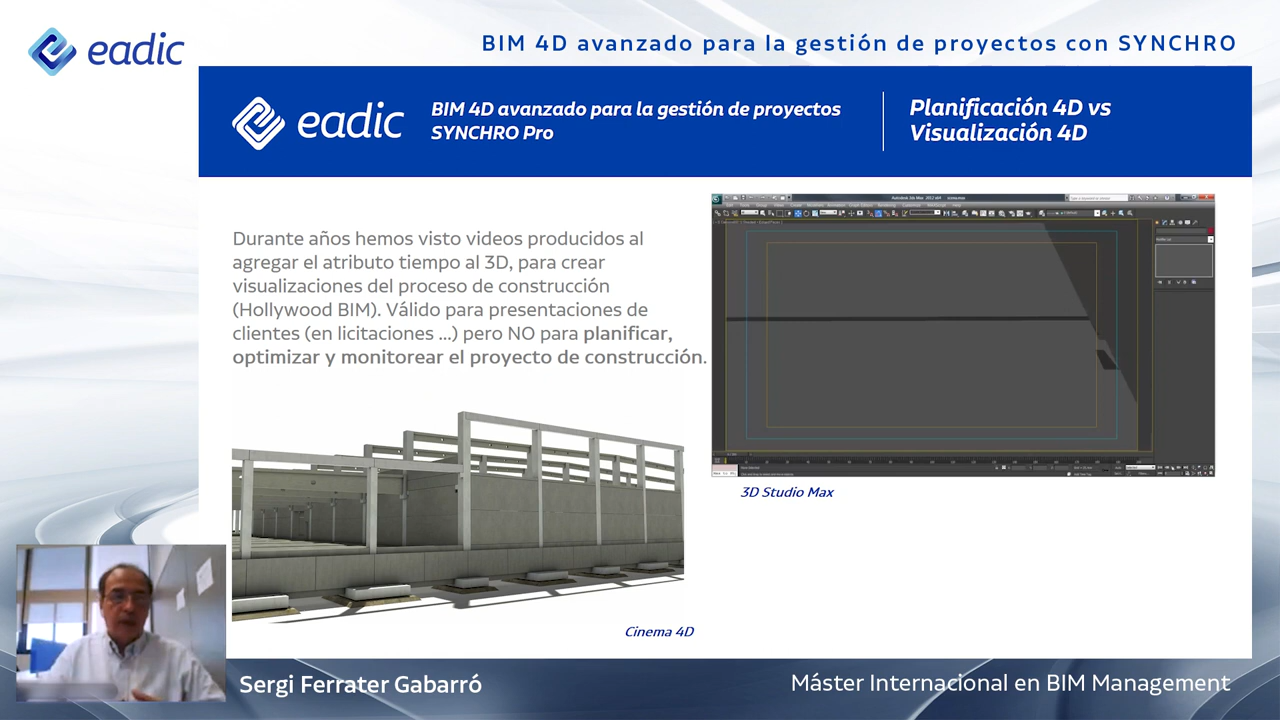 eadic
BIM 4D avanzado para la gestión de proyectos con SYNCHRO
eadic
BIM 4D avanzado para la gestión de proyectos
SYNCHRO Pro
Planificación 4D vs
Visualización 4D
Durante años hemos visto videos producidos al
agregar el atributo tiempo al 3D, para crear
visualizaciones del proceso de construcción
(Hollywood BIM). Válido para presentaciones de
clientes (en licitaciones ...) pero NO para planificar,
optimizar y monitorear el proyecto de construcción.
3D Studio Max
Cinema 4D
Sergi Ferrater Gabarró
Máster Internacional en BIM Management